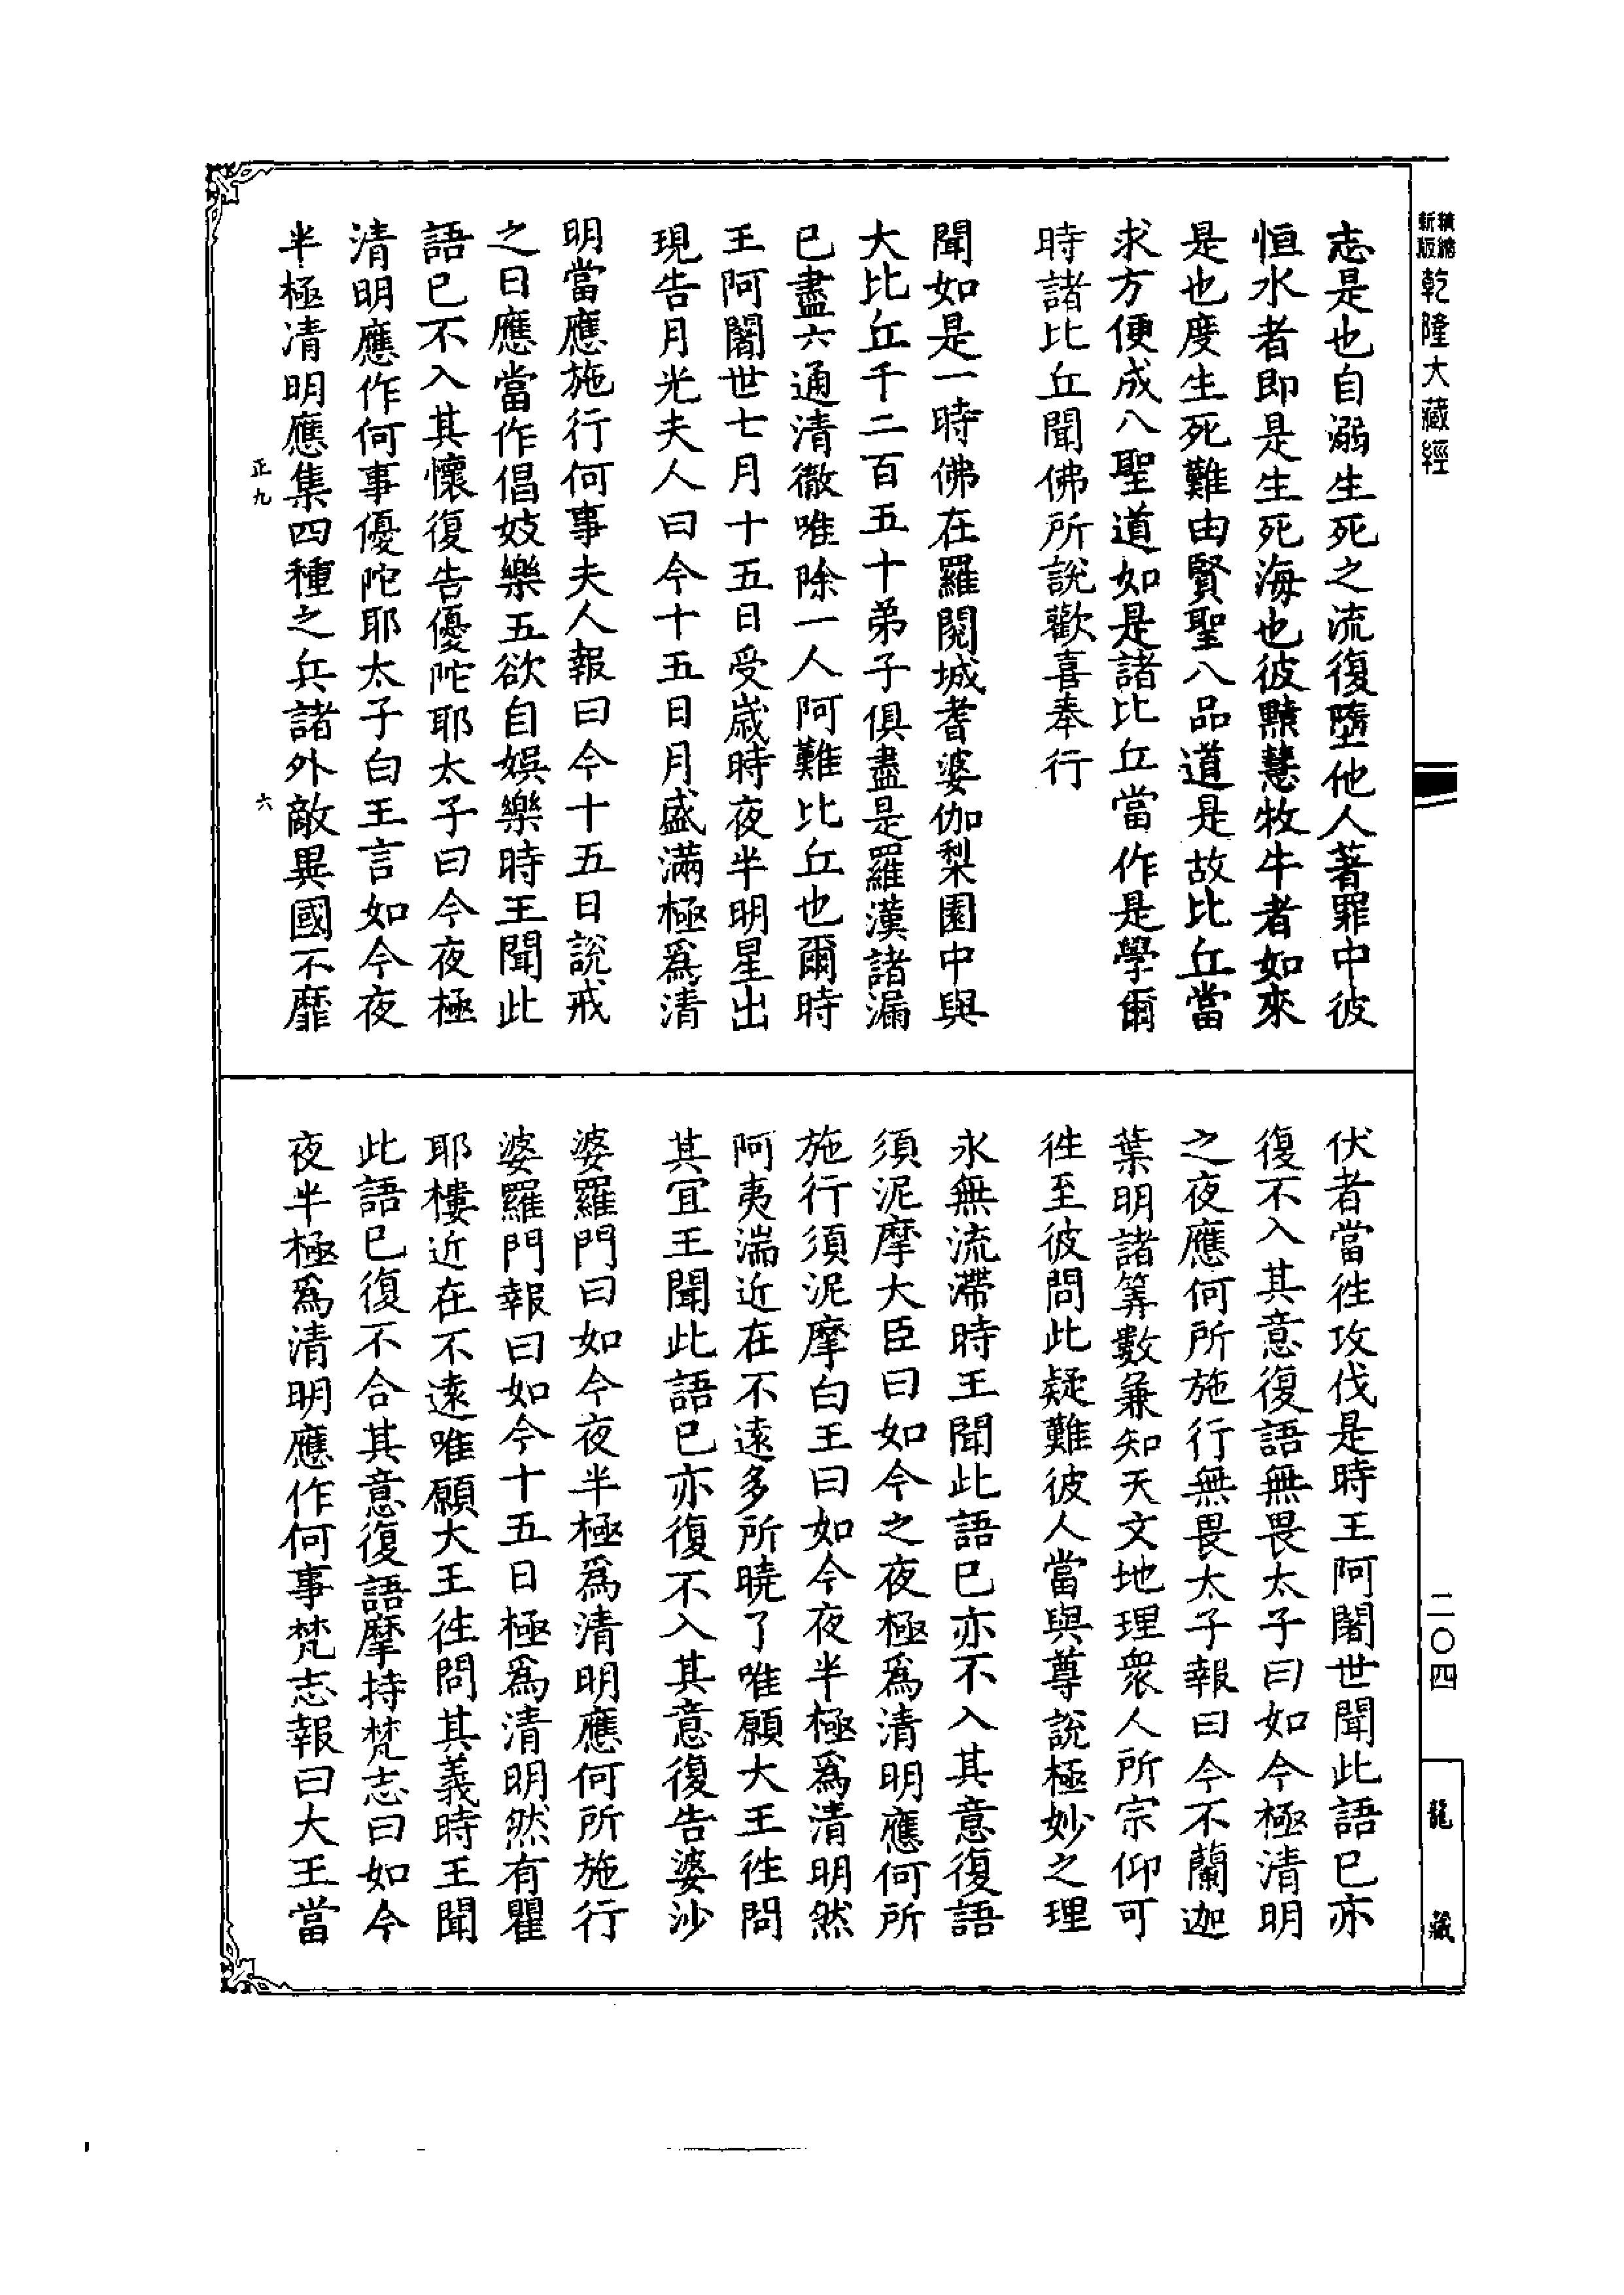 精繪
新版
乾隆大藏經
志是也自溺生死之流復墮他人著罪中彼
恒水者即是生死海也彼黠慧牧牛者如來
是也度生死難由賢聖八品道是故比丘當
求方便成八聖道如是諸比丘當作是學爾
時諸比丘聞佛所說歡喜奉行
聞如是一時佛在羅閱城耆婆伽梨園中與
大比丘千二百五十弟子俱盡是羅漢諸漏
已盡六通清徹唯除一人阿難比丘也爾時
王阿闍世七月十五日受嵗時夜半明星出
現告月光夫人曰今十五日月盛滿極爲清
明當應施行何事夫人報曰今十五日說戒
之日應當作倡妓樂五欲自娛樂時王聞此
語已不入其懷復告優陀耶太子曰今夜極
清明應作何事優陀耶太子白王言如今夜
半極清明應集四種之兵諸外敵異國不靡
正九
六
伏者當徃攻伐是時王阿闍世聞此語已亦
復不入其意復語無畏太子曰如今極清明
之夜應何所施行無畏太子報曰今不蘭迦
葉明諸筭數兼知天文地理衆人所宗仰可
徃至彼問此疑難彼人當與尊說極妙之理
永無流滯時王聞此語已亦不入其意復語
須泥摩大臣曰如今之夜極爲清明應何所
施行須泥摩白王曰如今夜半極爲清明然
阿夷湍近在不遠多所曉了唯願大王徃問
其宜王聞此語已亦復不入其意復告婆沙
婆羅門曰如今夜半極爲清明應何所施行
婆羅門報曰如今十五日極爲清明然有瞿
耶樓近在不遠唯願大王徃問其義時王聞
此語已復不合其意復語摩持梵志曰如今
夜半極爲清明應作何事梵志報曰大王當
二〇四
龍藏